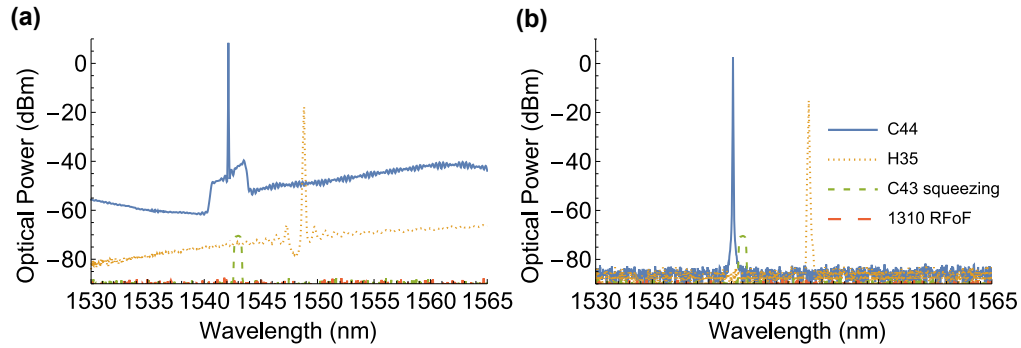 (a)
Optical Power (dBm)
0
−20
−40
−60
−80
1530 1535 1540 1545 1550 1555 1560 1565
Wavelength (nm)
(b)
Optical Power (dBm)
0
−20
−40
−60
−80
1530 1535 1540 1545 1550 1555 1560 1565
Wavelength (nm)
C44
H35
C43 squeezing
1310 RFoF